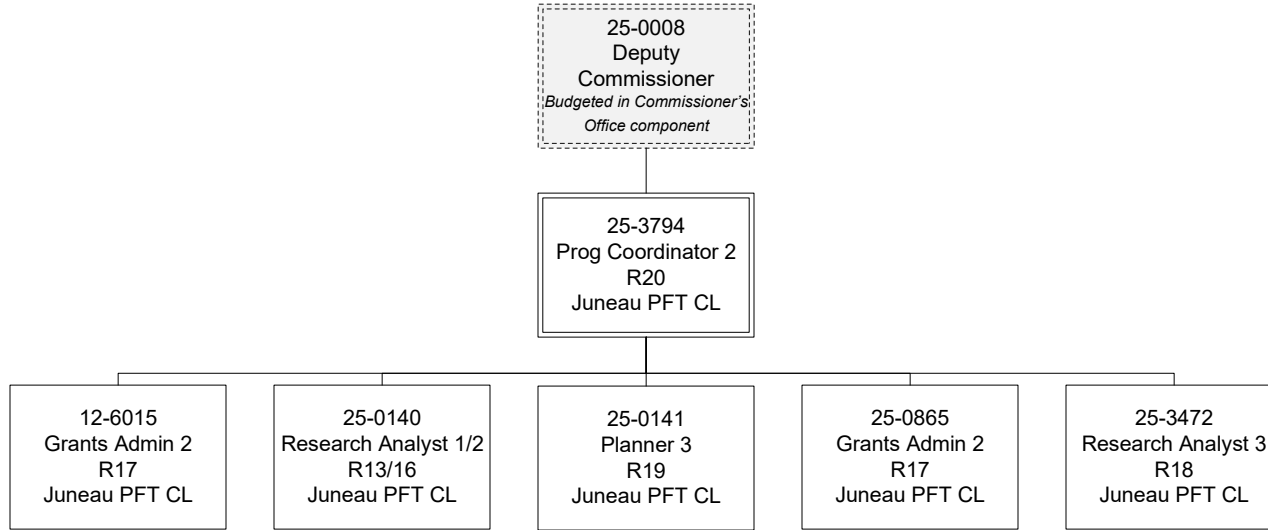 25-0008
Deputy
Commissioner
Budgeted in Commissioner's
Office component
25-3794
Prog Coordinator 2
R20
Juneau PFT CL
12-6015
Grants Admin 2
R17
Juneau PFT CL
25-0140
Research Analyst 1/2
R13/16
Juneau PFT CL
25-0141
Planner 3
R19
Juneau PFT CL
25-0865
Grants Admin 2
R17
Juneau PFT CL
25-3472
Research Analyst 3
R18
Juneau PFT CL